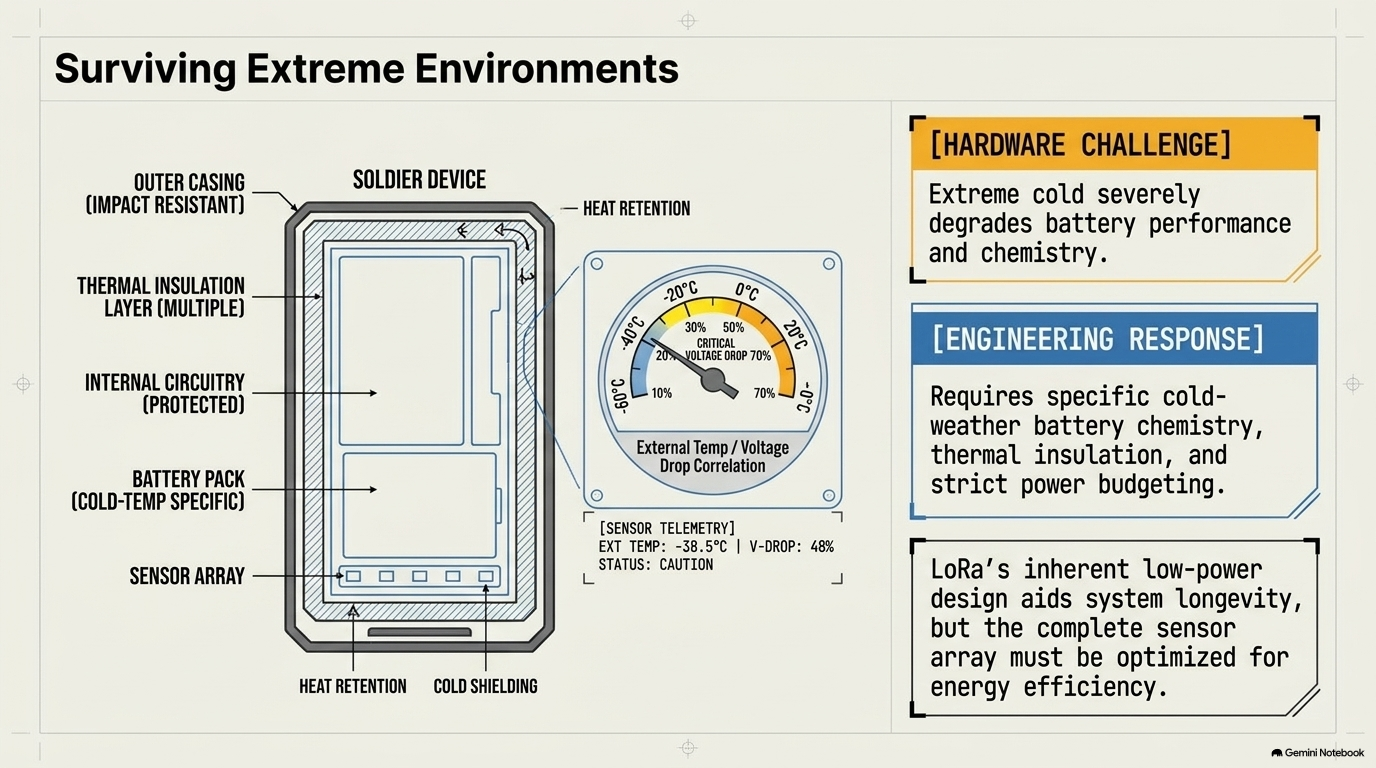 Surviving Extreme Environments
SOLDIER DEVICE
OUTER CASING
(IMPACT RESISTANT)
THERMAL INSULATION
LAYER (MULTIPLE)
INTERNAL CIRCUITRY
(PROTECTED)
BATTERY PACK
(COLD-TEMP SPECIFIC)
SENSOR ARRAY
HEAT RETENTION
COLD SHIELDING
HEAT RETENTION
-60°C
-40°C
-20°C
0°C
20°C
-0°C
10%
20%
30%
50%
70%
70%
CRITICAL
VOLTAGE DROP
External Temp / Voltage
Drop Correlation
[SENSOR TELEMETRY]
EXT TEMP: -38.5°C | V-DROP: 48%
STATUS: CAUTION
[HARDWARE CHALLENGE]
Extreme cold severely
degrades battery performance
and chemistry.
[ENGINEERING RESPONSE]
Requires specific cold-
weather battery chemistry,
thermal insulation, and
strict power budgeting.
LoRa's inherent low-power
design aids system longevity,
but the complete sensor
array must be optimized for
energy efficiency.
Gemini Notebook